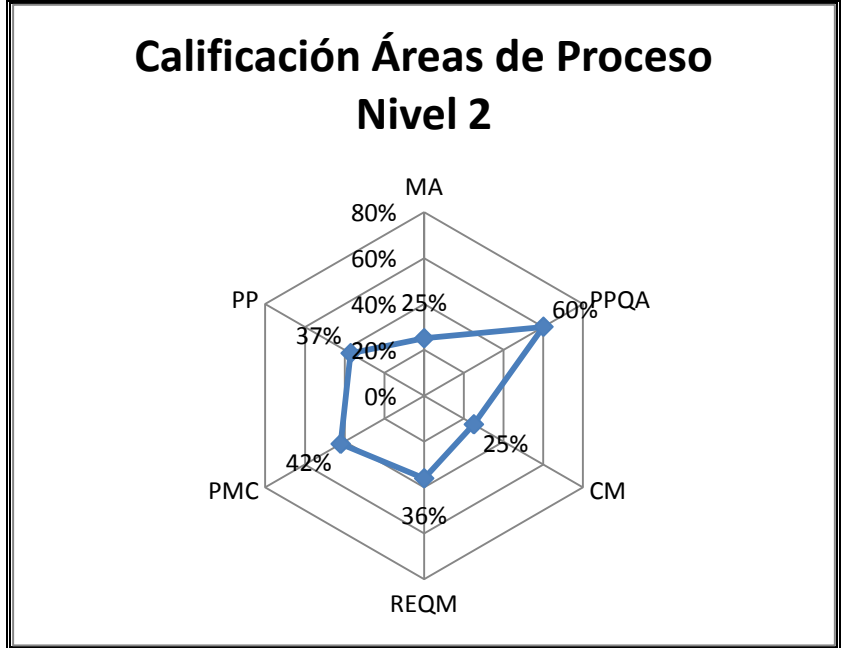 Calificación Áreas de Proceso
Nivel 2
MA
80%
60%
40%
20%
0%
25%
PPQA
60%
25%
CM
36%
REQM
42%
PMC
37%
PP